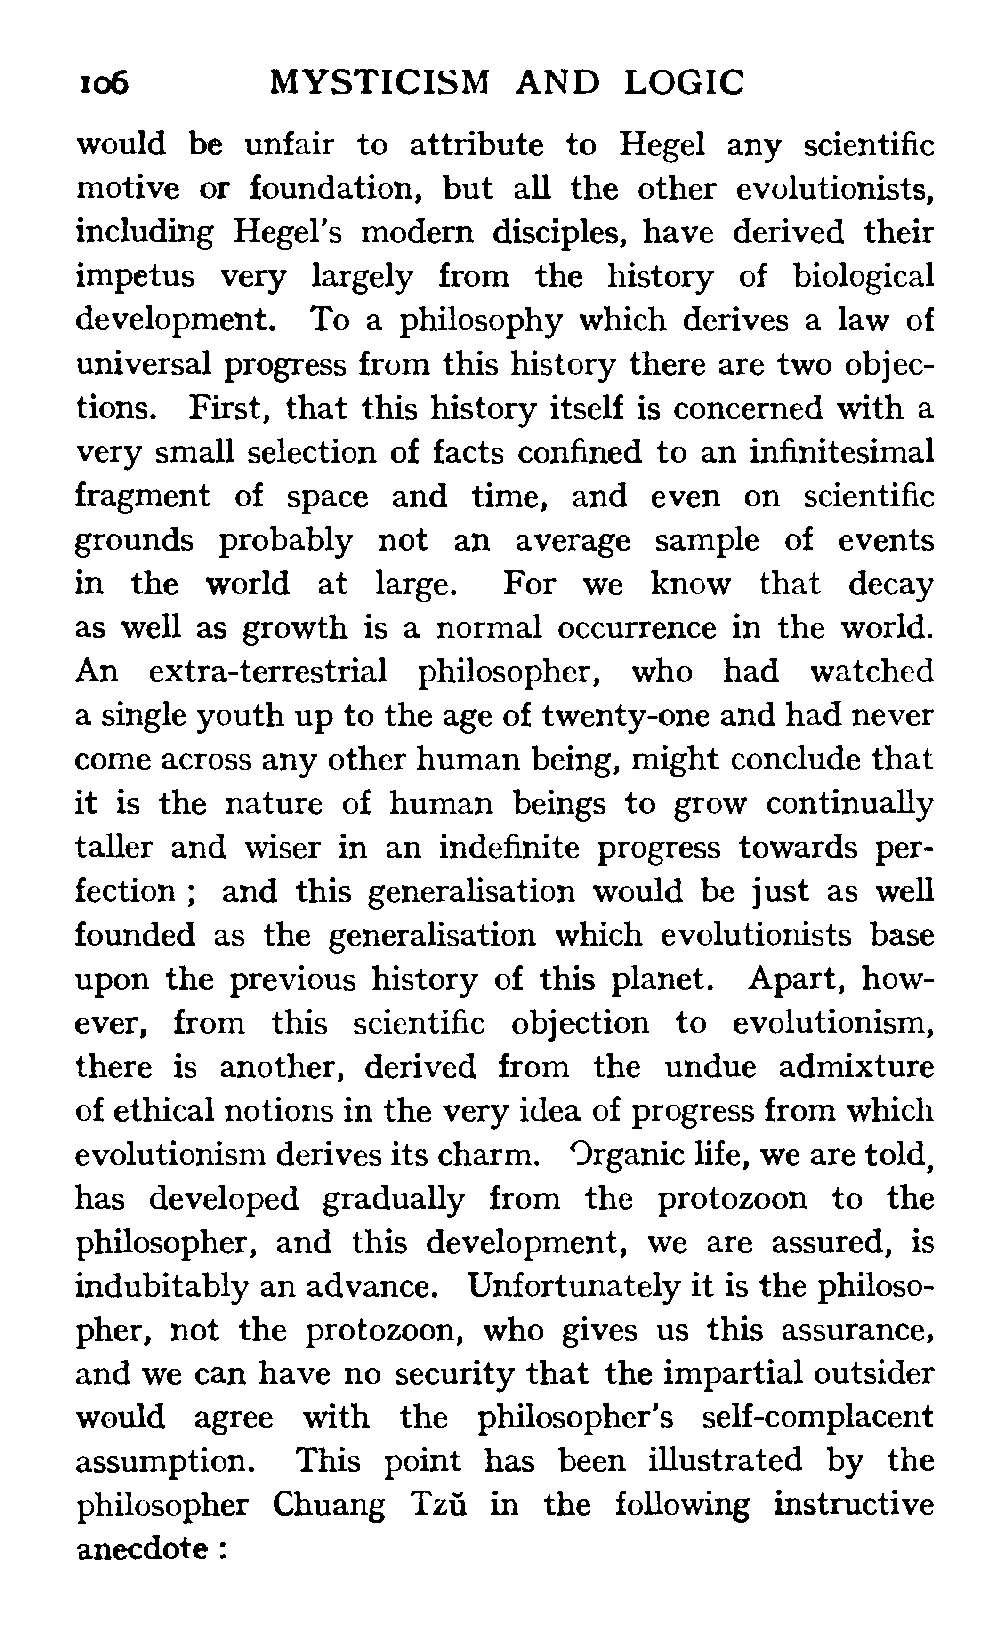 106 MYSTICISM AND LOGIC
would be unfair to attribute to Hegel any scientific
motive or foundation, but all the other evolutionists,
including Hegel's modern disciples, have derived their
impetus very largely from the history of biological
development. To a philosophy which derives a law of
universal progress from this history there are two objec-
tions. First, that this history itself is concerned with a
very small selection of facts confined to an infinitesimal
fragment of space and time, and even on scientific
grounds probably not an average sample of events
in the world at large. For we know that decay
as well as growth is a normal occurrence in the world.
An extra-terrestrial philosopher, who had watched
a single youth up to the age of twenty-one and had never
come across any other human being, might conclude that
it is the nature of human beings to grow continually
taller and wiser in an indefinite progress towards per-
fection ; and this generalisation would be just as well
founded as the generalisation which evolutionists base
upon the previous history of this planet. Apart, how-
ever, from this scientific objection to evolutionism,
there is another, derived from the undue admixture
of ethical notions in the very idea of progress from which
evolutionism derives its charm. Organic life, we are told,
has developed gradually from the protozoon to the
philosopher, and this development, we are assured, is
indubitably an advance. Unfortunately it is the philoso-
pher, not the protozoon, who gives us this assurance,
and we can have no security that the impartial outsider
would agree with the philosopher's self-complacent
assumption. This point has been illustrated by the
philosopher Chuang Tzŭ in the following instructive
anecdote :